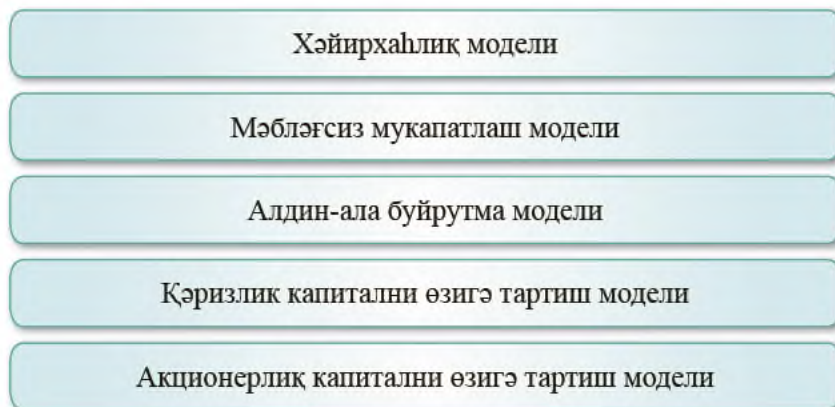 Хәйирхаһлиқ модели
Мәбләғсиз мукапатлаш модели
Алдин-ала буйрутма модели
Қәризлик капитални өзигә тартиш модели
Акционерлиқ капитални өзигә тартиш модели